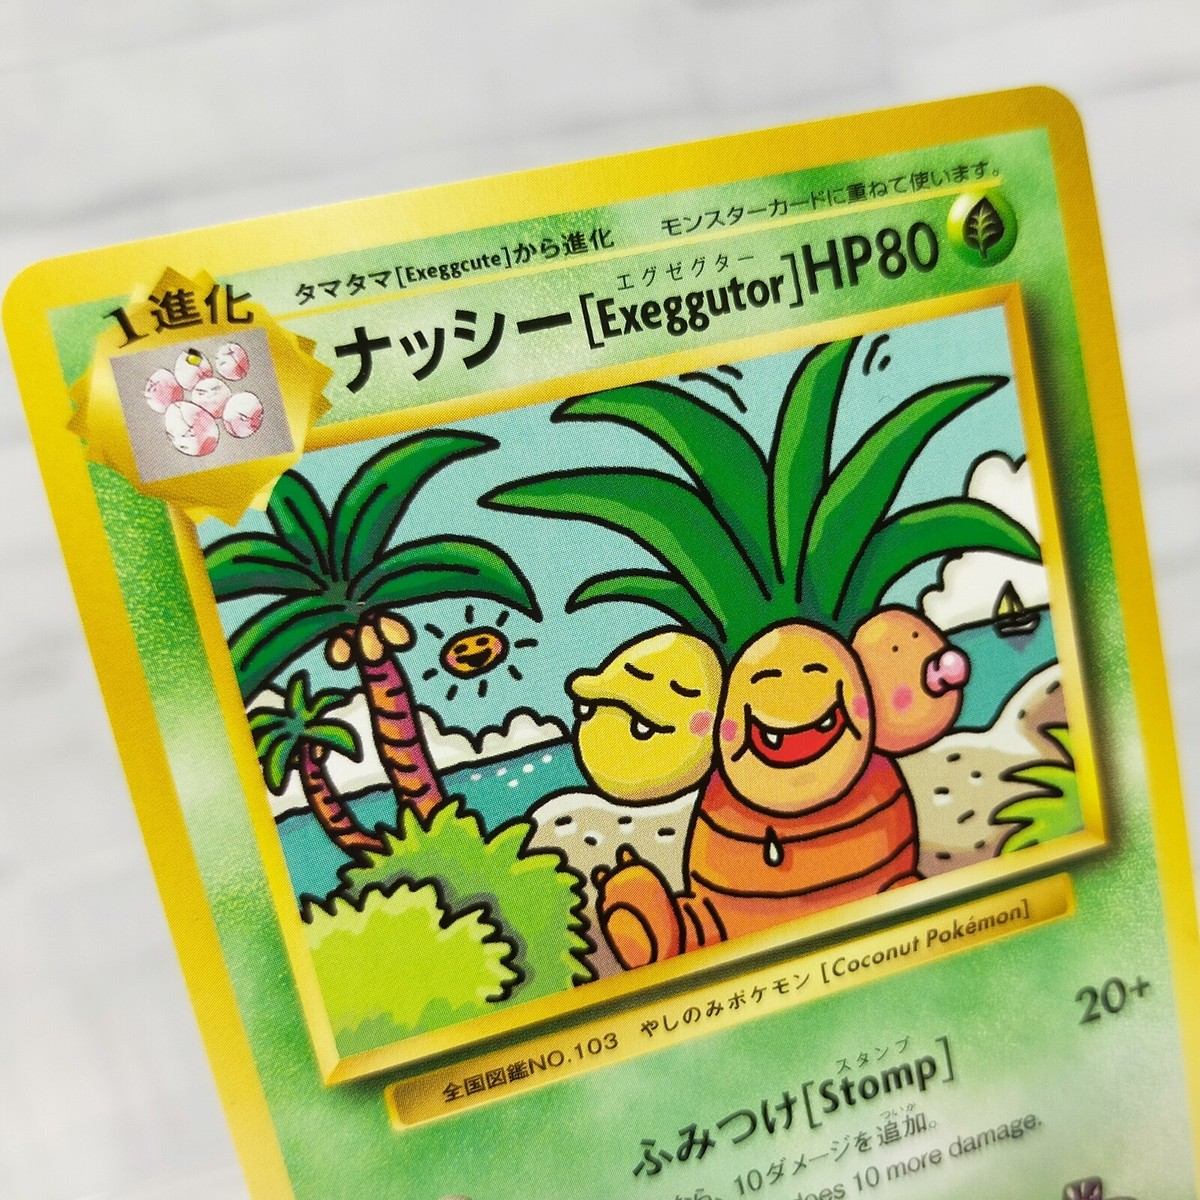 タマタマ[Exeggcute]から進化 モンスターカードに重ねて使います。
1進化
エグゼグター
ナッシー[Exeggutor]HP80
全国図鑑NO.103 やしのみポケモン [Coconut Pokémon]
スタンプ
ふみつけ[Stomp] 20+
ついか
10ダメージを追加。
does 10 more damage.